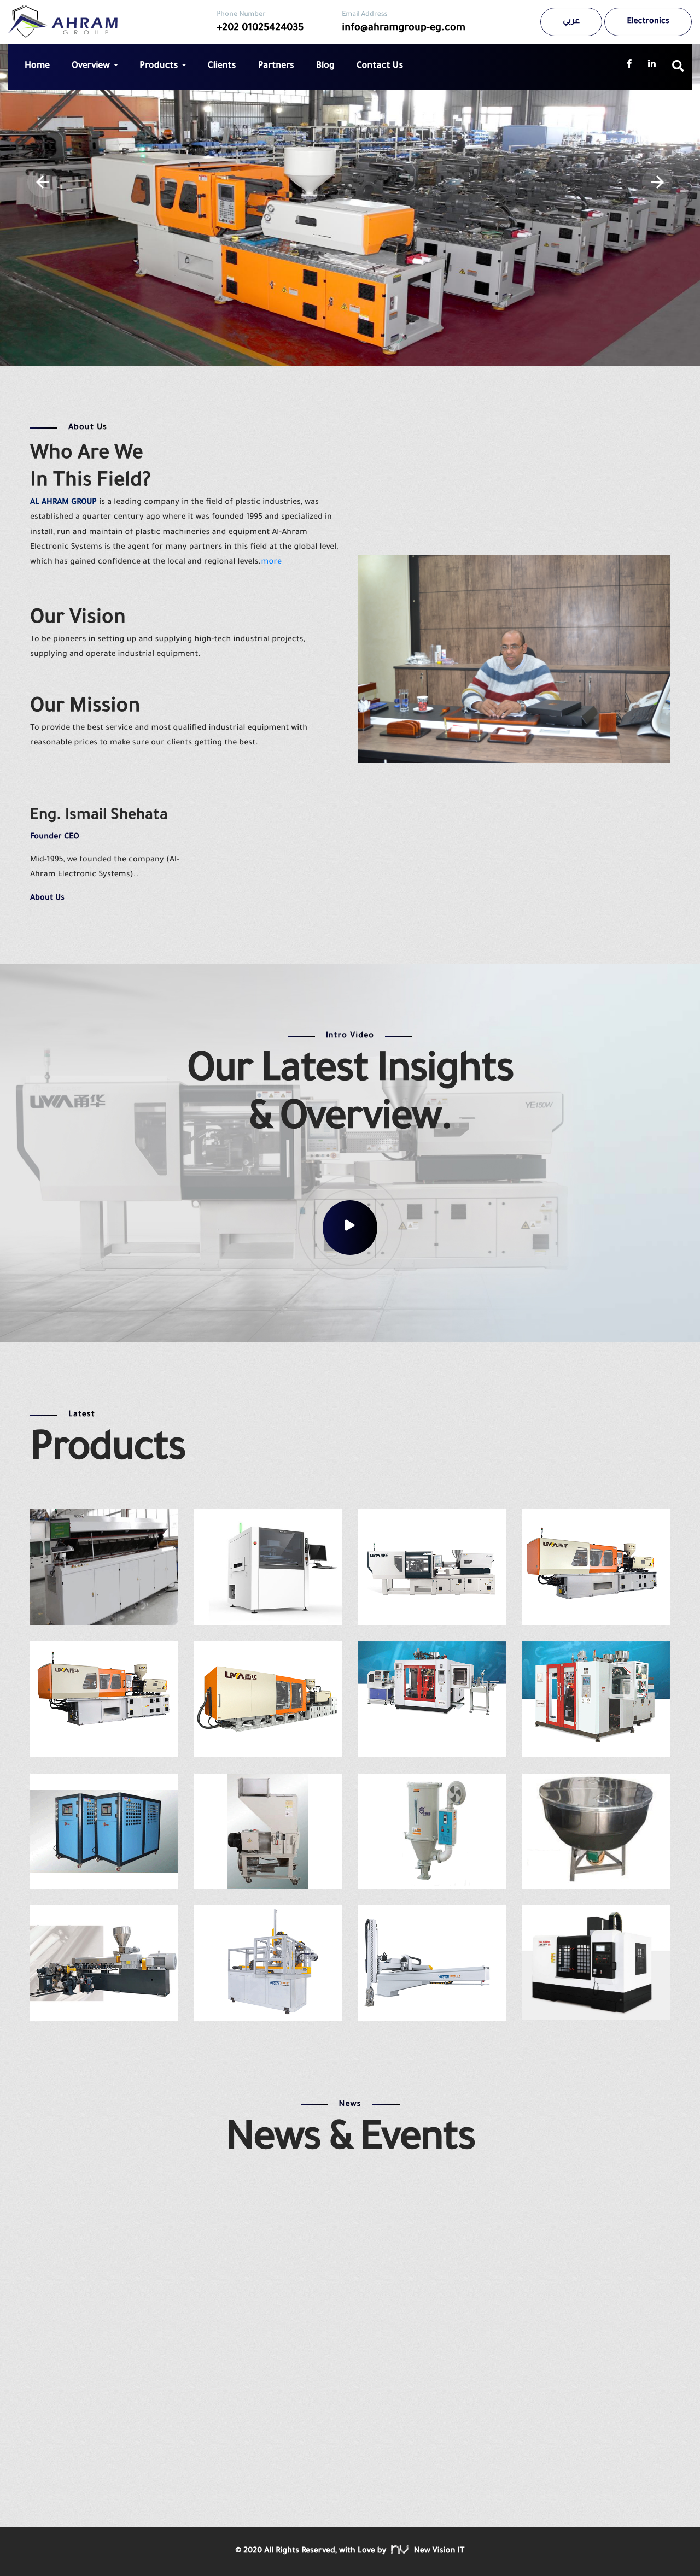 AHRAM
GROUP
Phone Number
+202 01025424035
Email Address
info@ahramgroup-eg.com
عربي
Electronics
Home
Overview
Products
Clients
Partners
Blog
Contact Us
About Us
Who Are We
In This Field?
AL AHRAM GROUP is a leading company in the field of plastic industries, was
established a quarter century ago where it was founded 1995 and specialized in
install, run and maintain of plastic machineries and equipment Al-Ahram
Electronic Systems is the agent for many partners in this field at the global level,
which has gained confidence at the local and regional levels.more
Our Vision
To be pioneers in setting up and supplying high-tech industrial projects,
supplying and operate industrial equipment.
Our Mission
To provide the best service and most qualified industrial equipment with
reasonable prices to make sure our clients getting the best.
Eng. Ismail Shehata
Founder CEO
Mid-1995, we founded the company (Al-
Ahram Electronic Systems)..
About Us
Intro Video
Our Latest Insights
& Overview.
甬华
YE150W
Latest
Products
News
News & Events
© 2020 All Rights Reserved, with Love by
New Vision IT